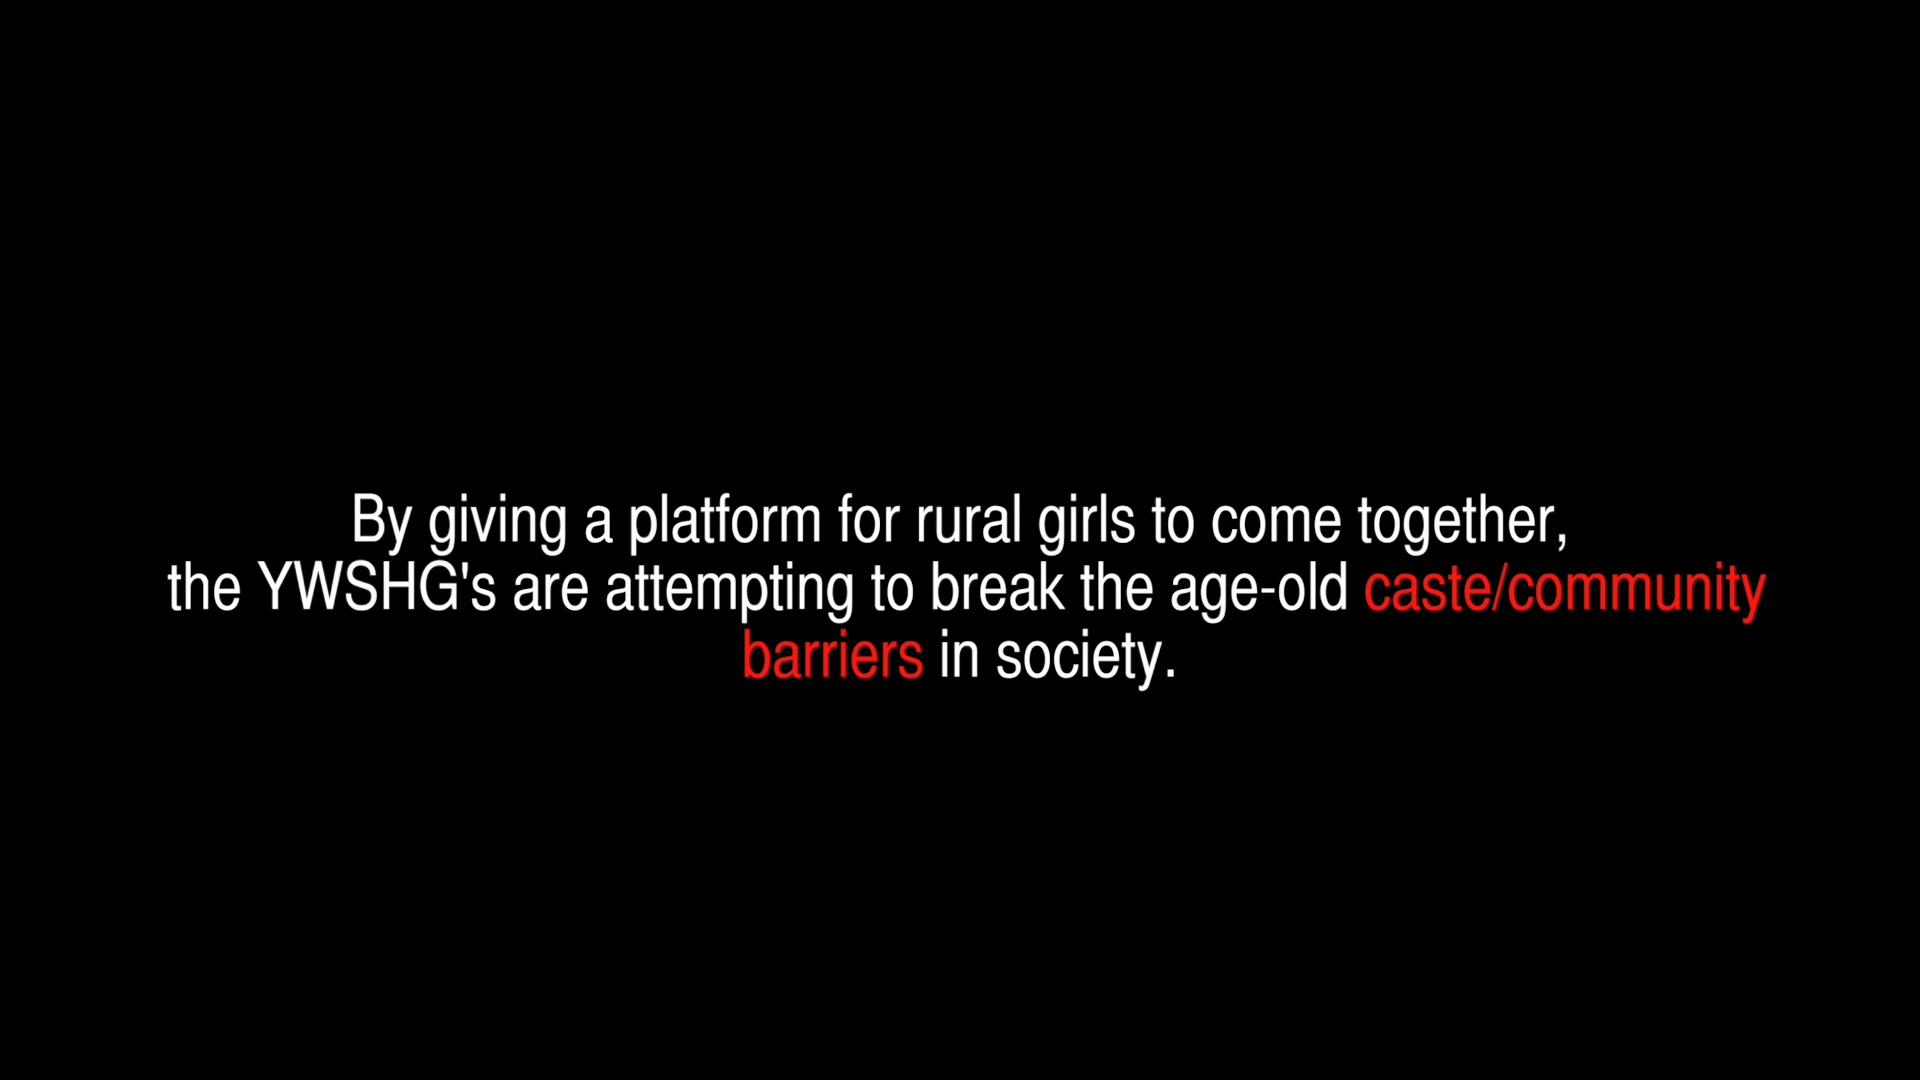 By giving a platform for rural girls to come together,
the YWSHG's are attempting to break the age-old caste/community
barriers in society.